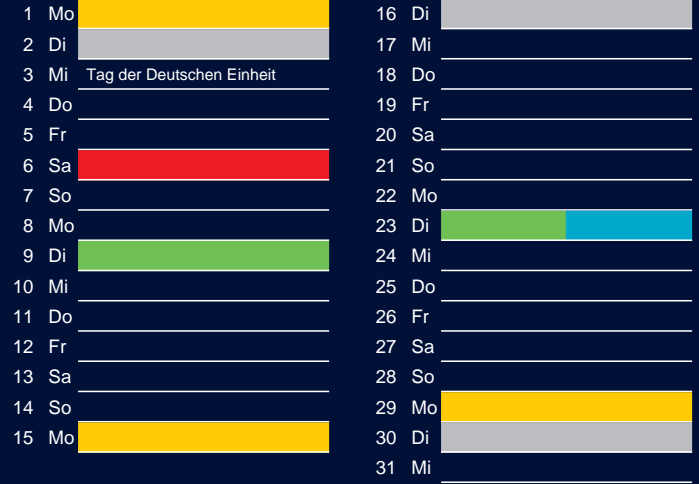 1 Mo
2 Di
3 Mi Tag der Deutschen Einheit
4 Do
5 Fr
6 Sa
7 So
8 Mo
9 Di
10 Mi
11 Do
12 Fr
13 Sa
14 So
15 Mo
16 Di
17 Mi
18 Do
19 Fr
20 Sa
21 So
22 Mo
23 Di
24 Mi
25 Do
26 Fr
27 Sa
28 So
29 Mo
30 Di
31 Mi